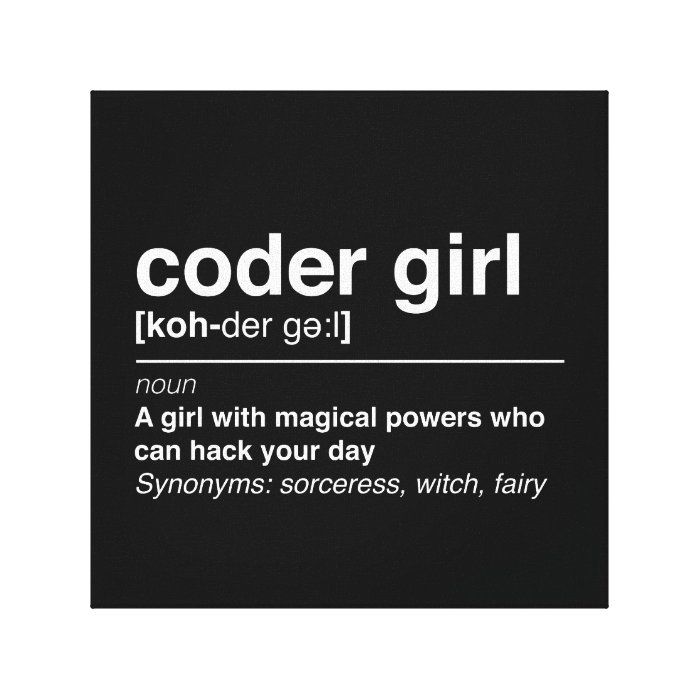 coder girl
[koh-der gə:l]
noun
A girl with magical powers who
can hack your day
Synonyms: sorceress, witch, fairy